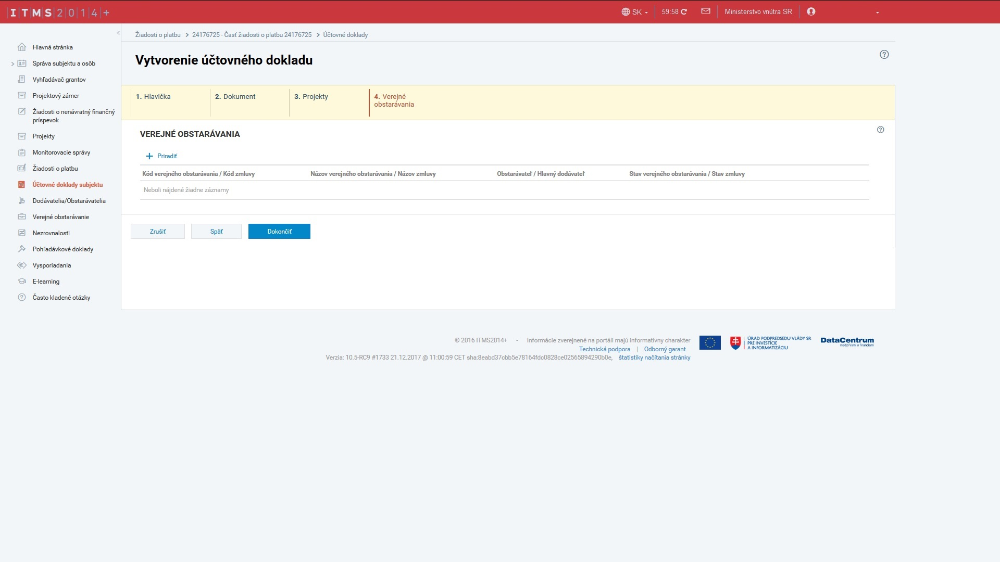 ITMS2014+
SK
59:58
Ministerstvo vnútra SR
Žiadosti o platbu > 24176725 - Časť žiadosti o platbu 24176725 > Účtovné doklady
Hlavná stránka
Správa subjektu a osôb
Vyhľadávač grantov
Projektový zámer
Žiadosti o nenávratný finančný
príspevok
Projekty
Monitorovacie správy
Žiadosti o platbu
Účtovné doklady subjektu
Dodávatelia/Obstarávatelia
Verejné obstarávanie
Nezrovnalosti
Pohľadávkové doklady
Vysporiadania
E-learning
Často kladené otázky
Vytvorenie účtovného dokladu
1. Hlavička
2. Dokument
3. Projekty
4. Verejné
obstarávania
VEREJNÉ OBSTARÁVANIA
+ Priradiť
Kód verejného obstarávania / Kód zmluvy
Názov verejného obstarávania / Názov zmluvy
Obstarávateľ / Hlavný dodávateľ
Stav verejného obstarávania / Stav zmluvy
Neboli nájdené žiadne záznamy
Zrušiť
Späť
Dokončiť
© 2016 ITMS2014+ - Informácie zverejnené na portáli majú informatívny charakter
Technická podpora | Odborný garant
Verzia: 10.5-RC9 #1733 21.12.2017 @ 11:00:59 CET sha:8eabd37cbb5e78164fdc0828ce02565894290b0e, štatistiky načítania stránky
ÚRAD PODPREDSEDU VLÁDY SR
PRE INVESTÍCIE
A INFORMATIZÁCIU
DataCentrum
medzi Vami a financiami